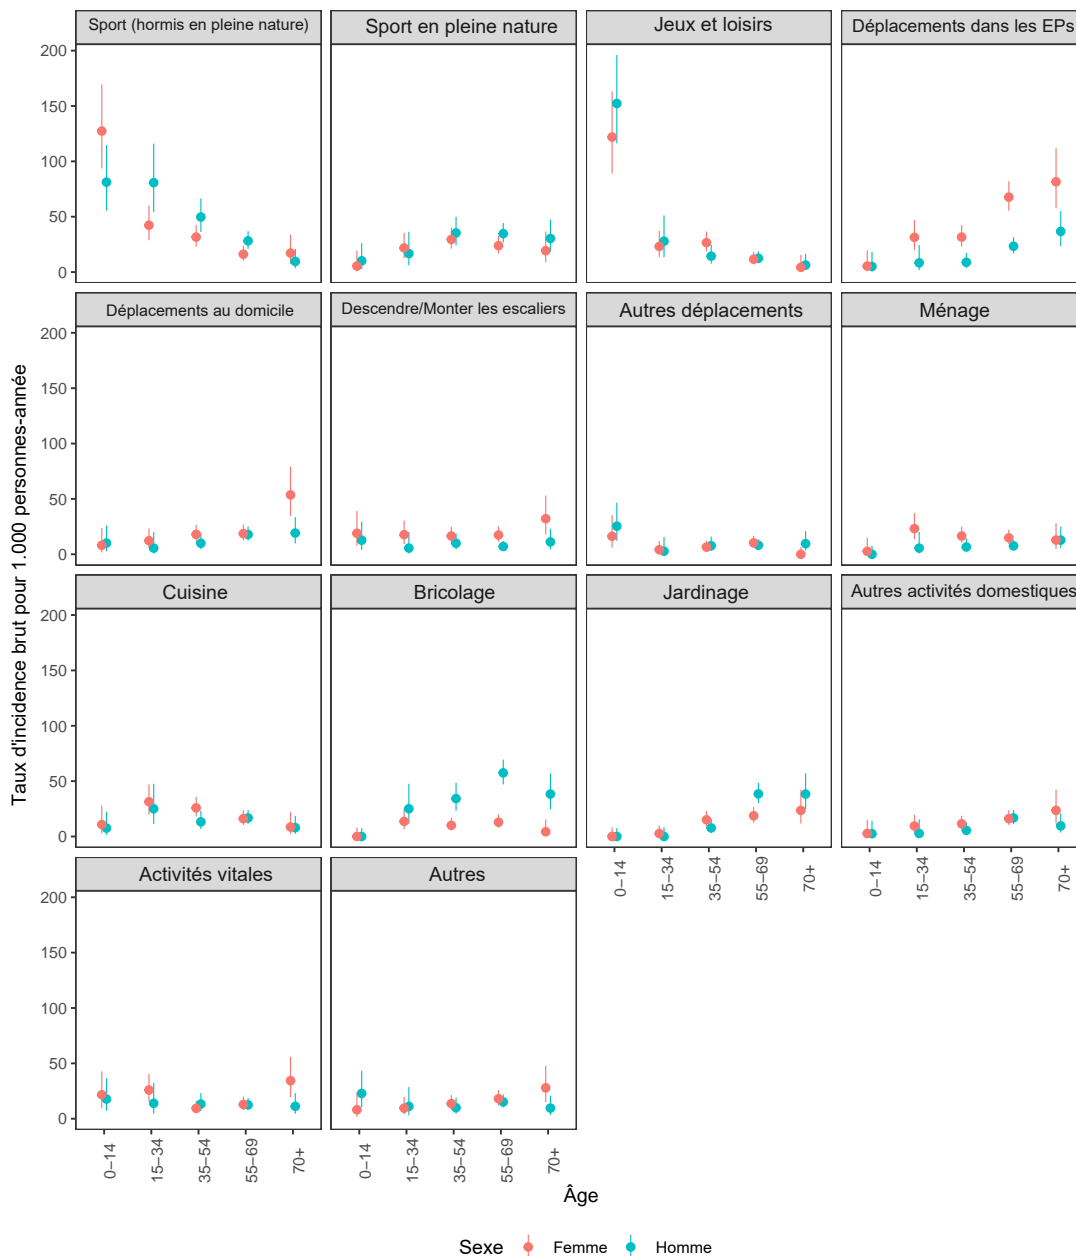 Sport (hormis en pleine nature)
Sport en pleine nature
Jeux et loisirs
Déplacements dans les EPs
200
150
100
50
0
Déplacements au domicile
Descendre/Monter les escaliers
Autres déplacements
Ménage
200
150
100
50
0
Taux d'incidence brut pour 1.000 personnes-année
Cuisine
Bricolage
Jardinage
Autres activités domestiques
200
150
100
50
0
0–14
15–34
35–54
55–69
70+
0–14
15–34
35–54
55–69
70+
Activités vitales
Autres
200
150
100
50
0
0–14
15–34
35–54
55–69
70+
0–14
15–34
35–54
55–69
70+
Âge
Sexe Femme Homme